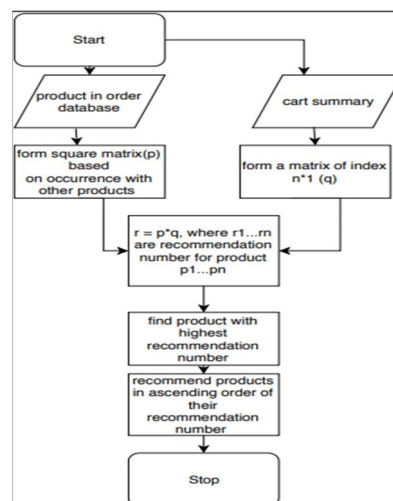 Start
product in order
database
cart summary
form square matrix(p)
based
on occurrence with
other products
form a matrix of index
n*1 (q)
r = p*q, where r1...rn
are recommendation
number for product
p1...pn
find product with
highest
recommendation
number
recommend products
in ascending order of
their
recommendation
number
Stop